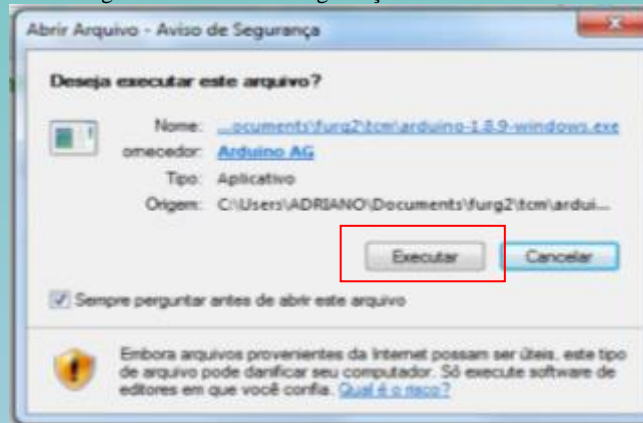 Abrir Arquivo - Aviso de Segurança
Deseja executar este arquivo?
Nome: ...ocuments\furg2\tcm\arduino-1.8.9-windows.exe
ornecedor: Arduino AG
Tipo: Aplicativo
Origem: C:\Users\ADRIANO\Documents\furg2\tcm\ardui...
Executar Cancelar
Sempre perguntar antes de abrir este arquivo
Embora arquivos provenientes da Internet possam ser úteis, este tipo
de arquivo pode danificar seu computador. Só execute software de
editores em que você confia. Qual é o risco?